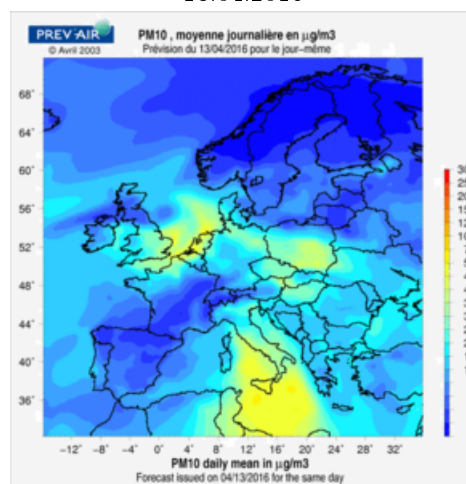 PREV'AIR
© Avril 2003
PM10 , moyenne journalière en µg/m3
Prévision du 13/04/2016 pour le jour−même
68˚
64˚
60˚
56˚
52˚
48˚
44˚
40˚
36˚
−12˚ −8˚ −4˚ 0˚ 4˚ 8˚ 12˚ 16˚ 20˚ 24˚ 28˚ 32˚
PM10 daily mean in µg/m3
Forecast issued on 04/13/2016 for the same day